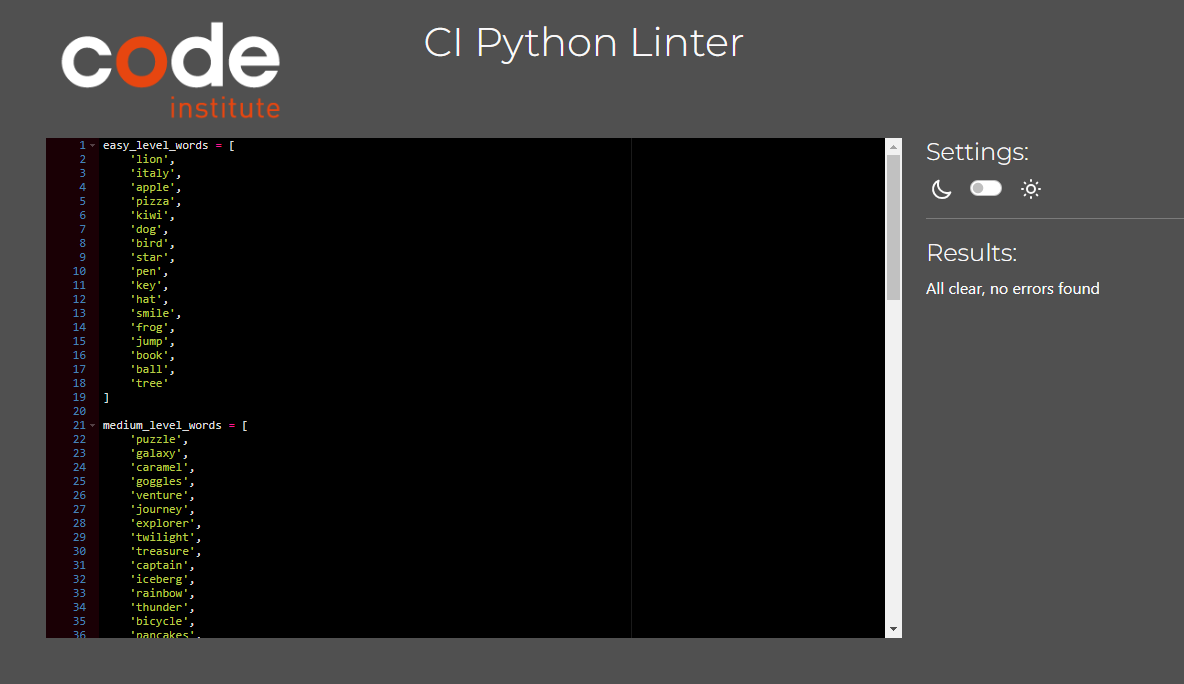 code
institute
CI Python Linter
1 easy_level_words = [
2 'lion',
3 'italy',
4 'apple',
5 'pizza',
6 'kiwi',
7 'dog',
8 'bird',
9 'star',
10 'pen',
11 'key',
12 'hat',
13 'smile',
14 'frog',
15 'jump',
16 'book',
17 'ball',
18 'tree'
19 ]
20
21 medium_level_words = [
22 'puzzle',
23 'galaxy',
24 'caramel',
25 'goggles',
26 'venture',
27 'journey',
28 'explorer',
29 'twilight',
30 'treasure',
31 'captain',
32 'iceberg',
33 'rainbow',
34 'thunder',
35 'bicycle',
36 'pancakes',
Settings:
Results:
All clear, no errors found